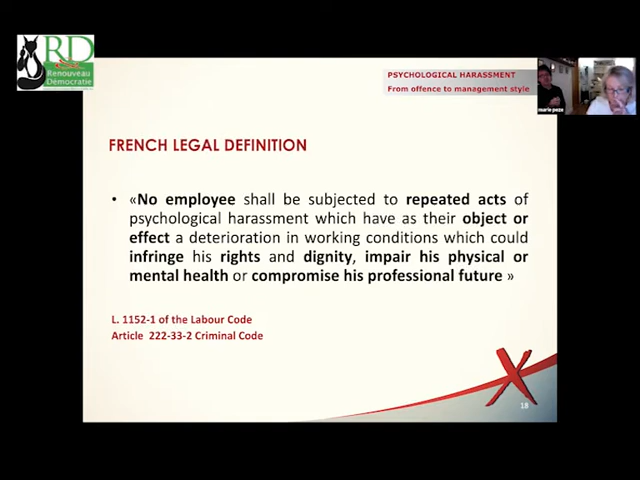 RD
Renouveau
Démocratie
PSYCHOLOGICAL HARASSMENT
From offence to management style
marie peze
FRENCH LEGAL DEFINITION
• «No employee shall be subjected to repeated acts of
psychological harassment which have as their object or
effect a deterioration in working conditions which could
infringe his rights and dignity, impair his physical or
mental health or compromise his professional future »
L. 1152-1 of the Labour Code
Article 222-33-2 Criminal Code
18